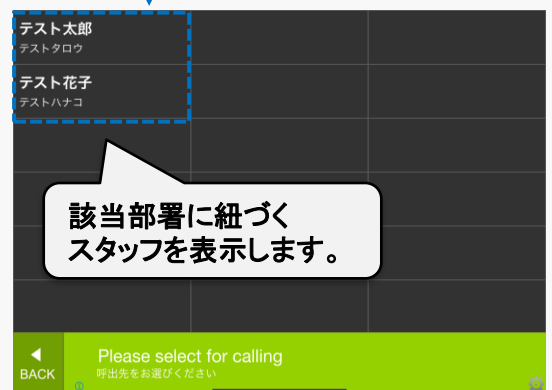 テスト太郎
テストタロウ
テスト花子
テストハナコ
該当部署に紐づく
スタッフを表示します。
BACK
Please select for calling
呼出先をお選びください